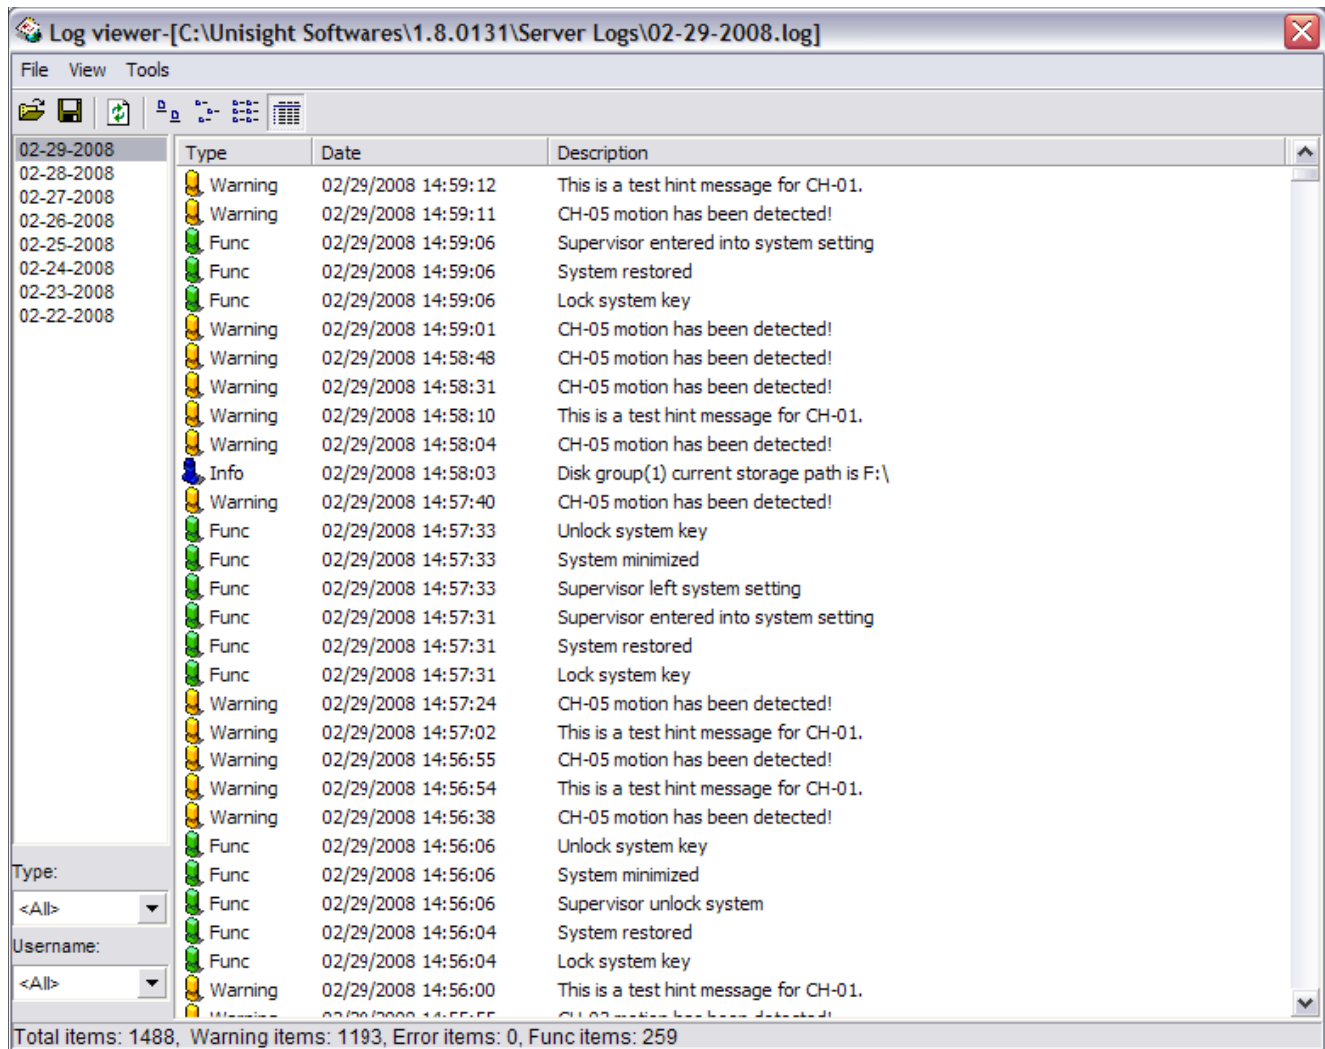 Log viewer-[C:\Unisight Softwares\1.8.0131\Server Logs\02-29-2008.log]
File View Tools
02-29-2008
02-28-2008
02-27-2008
02-26-2008
02-25-2008
02-24-2008
02-23-2008
02-22-2008
Type:
<All>
Username:
<All>
Type Date Description
Warning 02/29/2008 14:59:12 This is a test hint message for CH-01.
Warning 02/29/2008 14:59:11 CH-05 motion has been detected!
Func 02/29/2008 14:59:06 Supervisor entered into system setting
Func 02/29/2008 14:59:06 System restored
Func 02/29/2008 14:59:06 Lock system key
Warning 02/29/2008 14:59:01 CH-05 motion has been detected!
Warning 02/29/2008 14:58:48 CH-05 motion has been detected!
Warning 02/29/2008 14:58:31 CH-05 motion has been detected!
Warning 02/29/2008 14:58:10 This is a test hint message for CH-01.
Warning 02/29/2008 14:58:04 CH-05 motion has been detected!
Info 02/29/2008 14:58:03 Disk group(1) current storage path is F:\
Warning 02/29/2008 14:57:40 CH-05 motion has been detected!
Func 02/29/2008 14:57:33 Unlock system key
Func 02/29/2008 14:57:33 System minimized
Func 02/29/2008 14:57:33 Supervisor left system setting
Func 02/29/2008 14:57:31 Supervisor entered into system setting
Func 02/29/2008 14:57:31 System restored
Func 02/29/2008 14:57:31 Lock system key
Warning 02/29/2008 14:57:24 CH-05 motion has been detected!
Warning 02/29/2008 14:57:02 This is a test hint message for CH-01.
Warning 02/29/2008 14:56:55 CH-05 motion has been detected!
Warning 02/29/2008 14:56:54 This is a test hint message for CH-01.
Warning 02/29/2008 14:56:38 CH-05 motion has been detected!
Func 02/29/2008 14:56:06 Unlock system key
Func 02/29/2008 14:56:06 System minimized
Func 02/29/2008 14:56:06 Supervisor unlock system
Func 02/29/2008 14:56:04 System restored
Func 02/29/2008 14:56:04 Lock system key
Warning 02/29/2008 14:56:00 This is a test hint message for CH-01.
Total items: 1488, Warning items: 1193, Error items: 0, Func items: 259